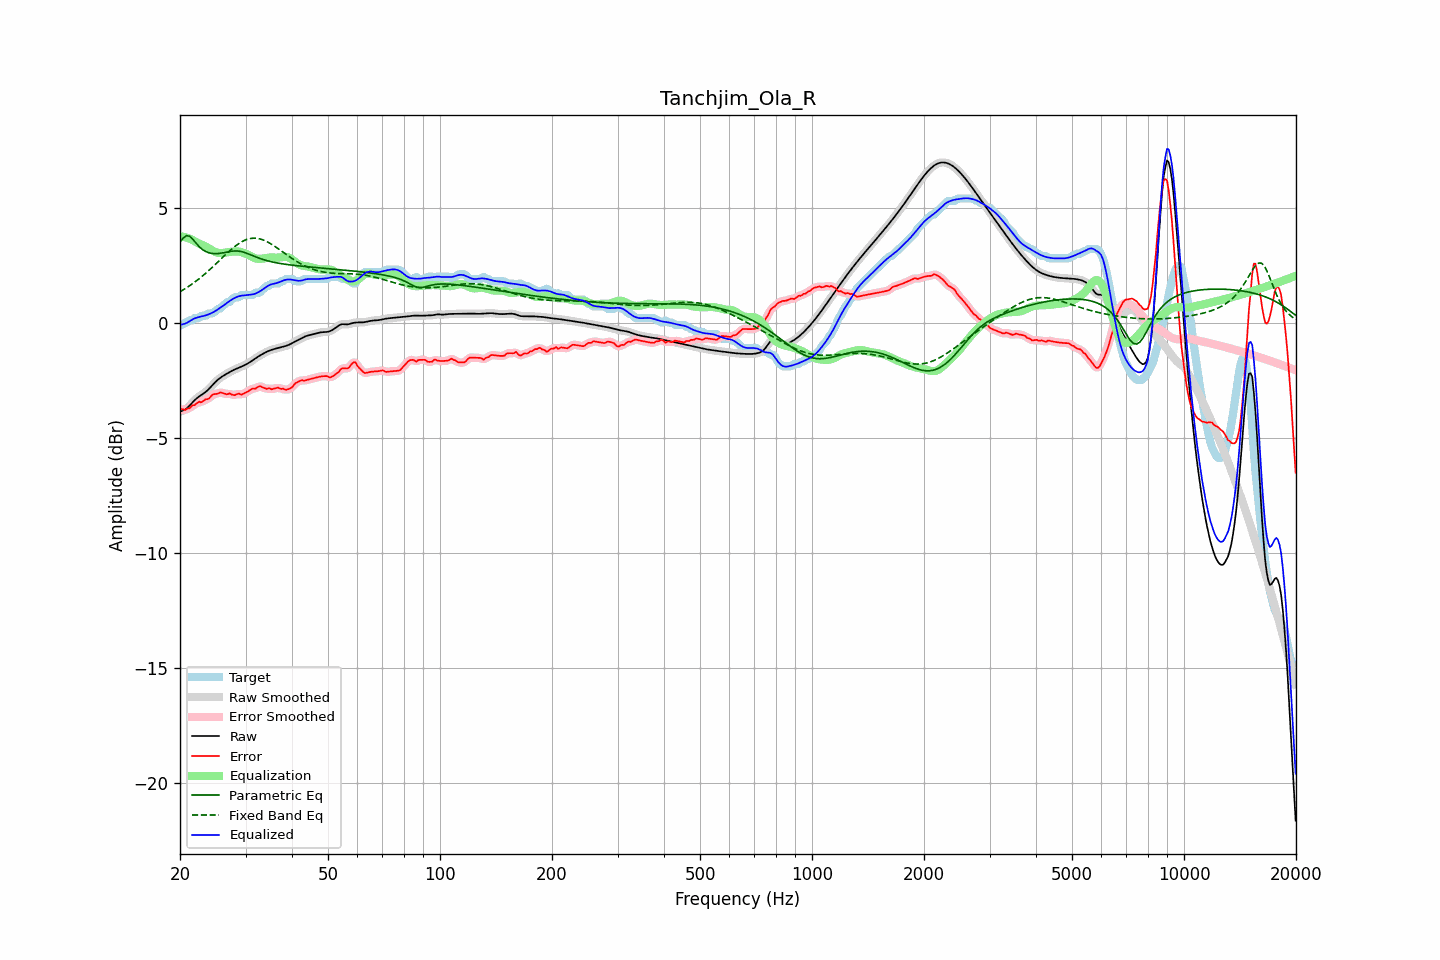 Tanchjim_Ola_R
Amplitude (dBr)
5
0
−5
−10
−15
−20
Target
Raw Smoothed
Error Smoothed
Raw
Error
Equalization
Parametric Eq
Fixed Band Eq
Equalized
20 50 100 200 500 1000 2000 5000 10000 20000
Frequency (Hz)